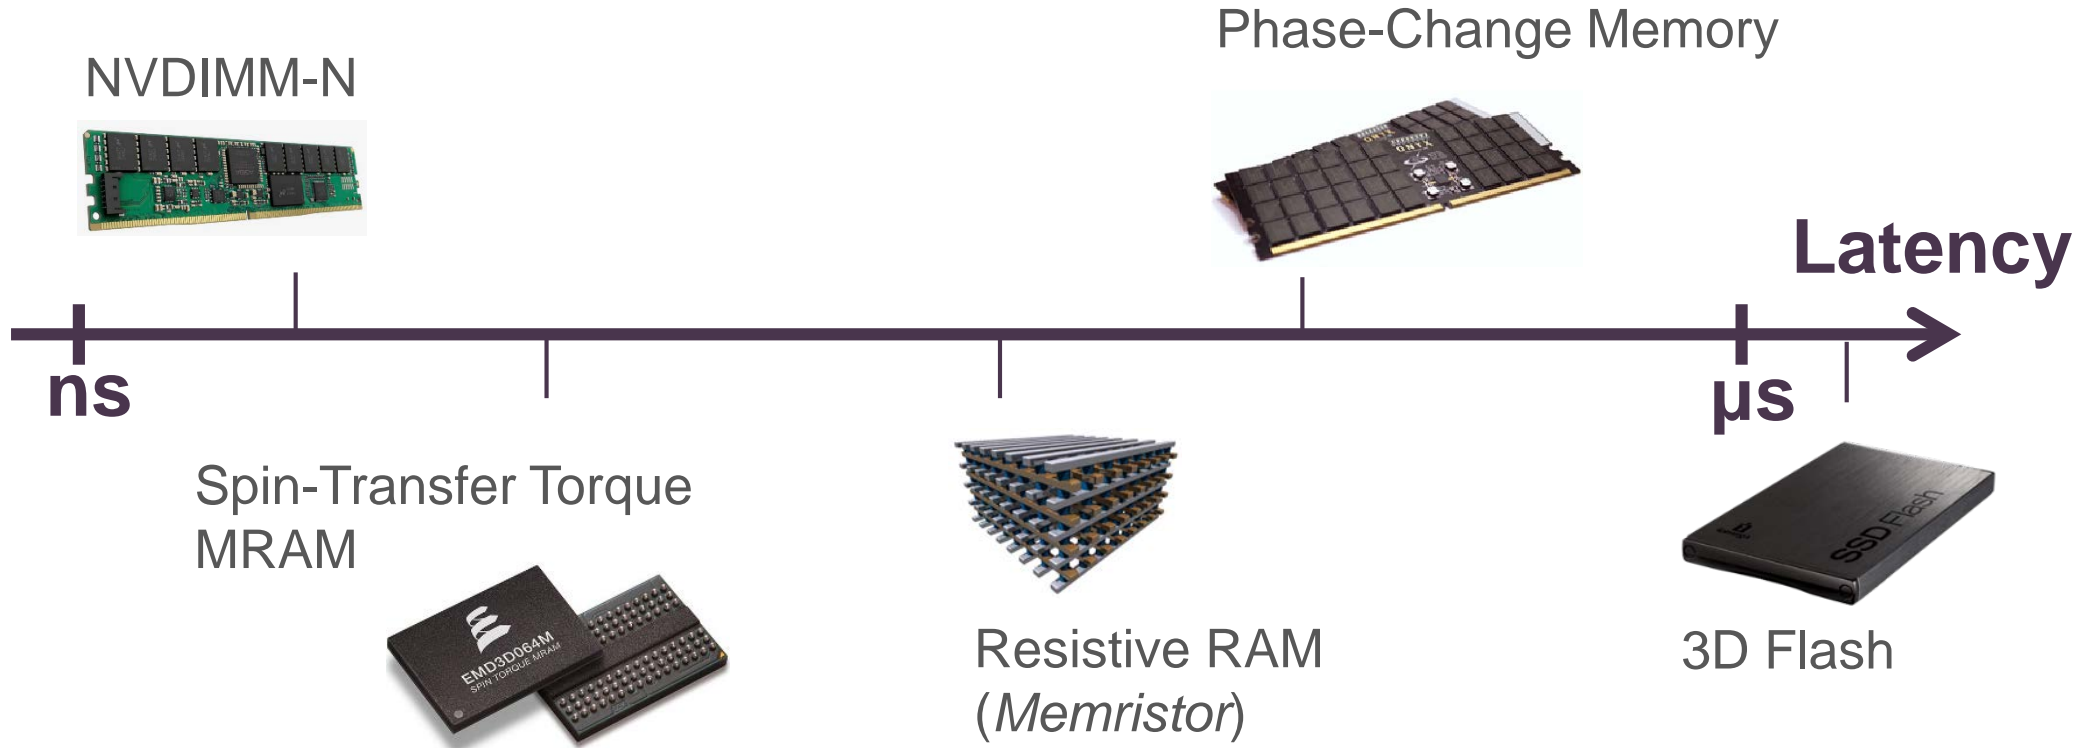 Phase-Change Memory
NVDIMM-N
Latency
ns
µs
Spin-Transfer Torque
MRAM
EMD3D064M
SPIN TORQUE MRAM
Resistive RAM
(Memristor)
SSD Flash
3D Flash